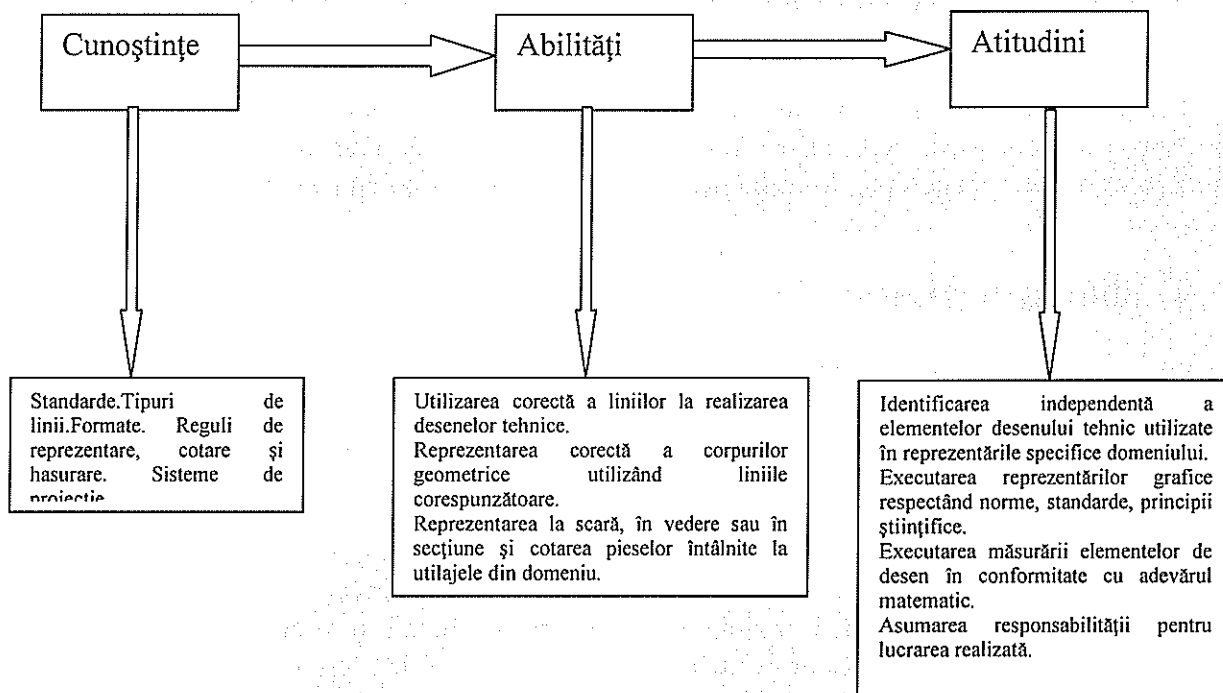 Cunoştinţe
Abilităţi
Atitudini
Standarde.Tipuri de
linii.Formate. Reguli de
reprezentare, cotare şi
hasurare. Sisteme de
proiecţie
Utilizarea corectă a liniilor la realizarea
desenelor tehnice.
Reprezentarea corectă a corpurilor
geometrice utilizând liniile
corespunzătoare.
Reprezentarea la scară, în vedere sau în
secţiune şi cotarea pieselor întâlnite la
utilajele din domeniu.
Identificarea independentă a
elementelor desenului tehnic utilizate
în reprezentările specifice domeniului.
Executarea reprezentărilor grafice
respectând norme, standarde, principii
ştiinţifice.
Executarea măsurării elementelor de
desen în conformitate cu adevărul
matematic.
Asumarea responsabilităţii pentru
lucrarea realizată.